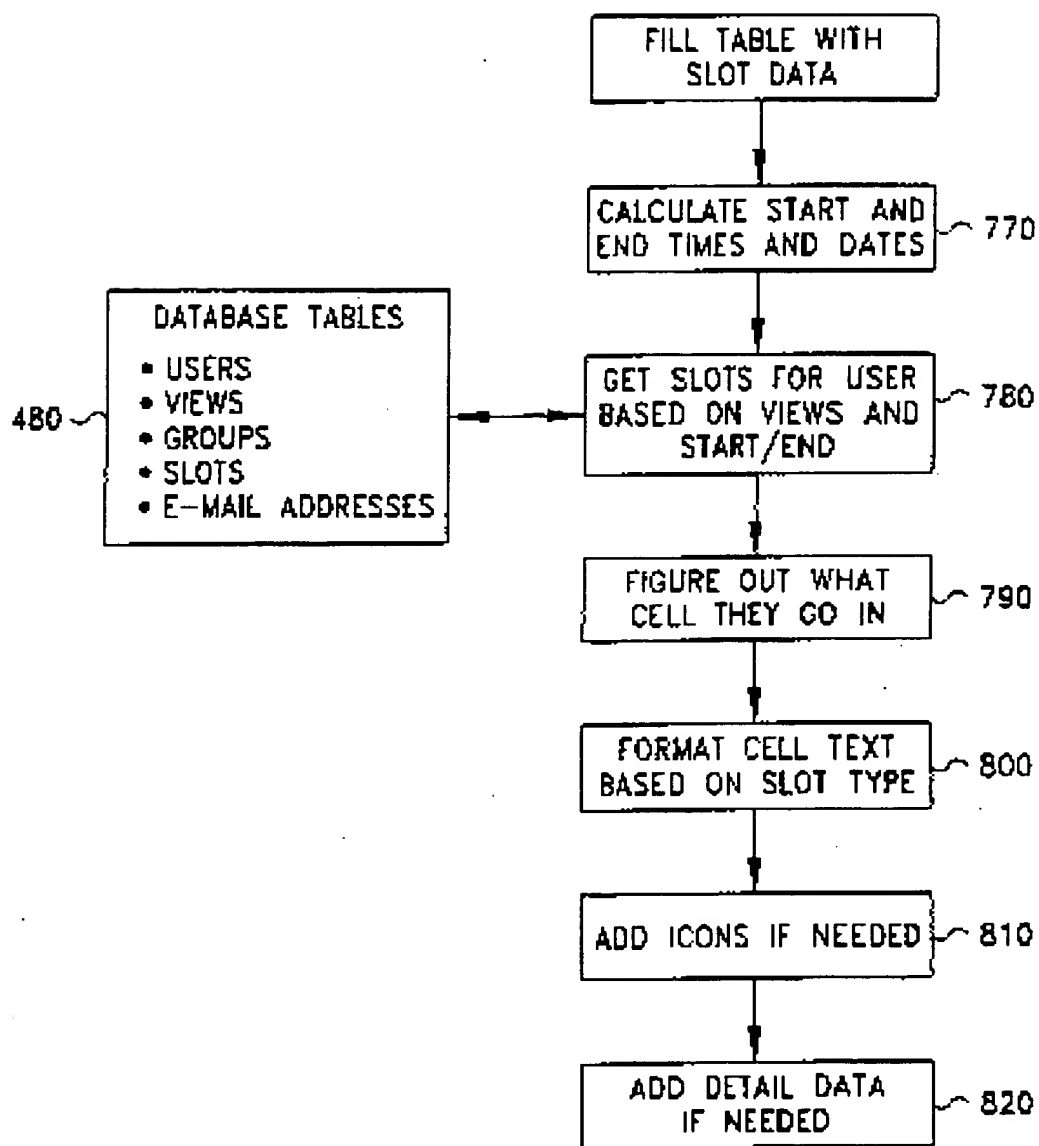 FILL TABLE WITH
SLOT DATA
CALCULATE START AND
END TIMES AND DATES
770
DATABASE TABLES
• USERS
• VIEWS
• GROUPS
• SLOTS
• E-MAIL ADDRESSES
480
GET SLOTS FOR USER
BASED ON VIEWS AND
START/END
780
FIGURE OUT WHAT
CELL THEY GO IN
790
FORMAT CELL TEXT
BASED ON SLOT TYPE
800
ADD ICONS IF NEEDED
810
ADD DETAIL DATA
IF NEEDED
820